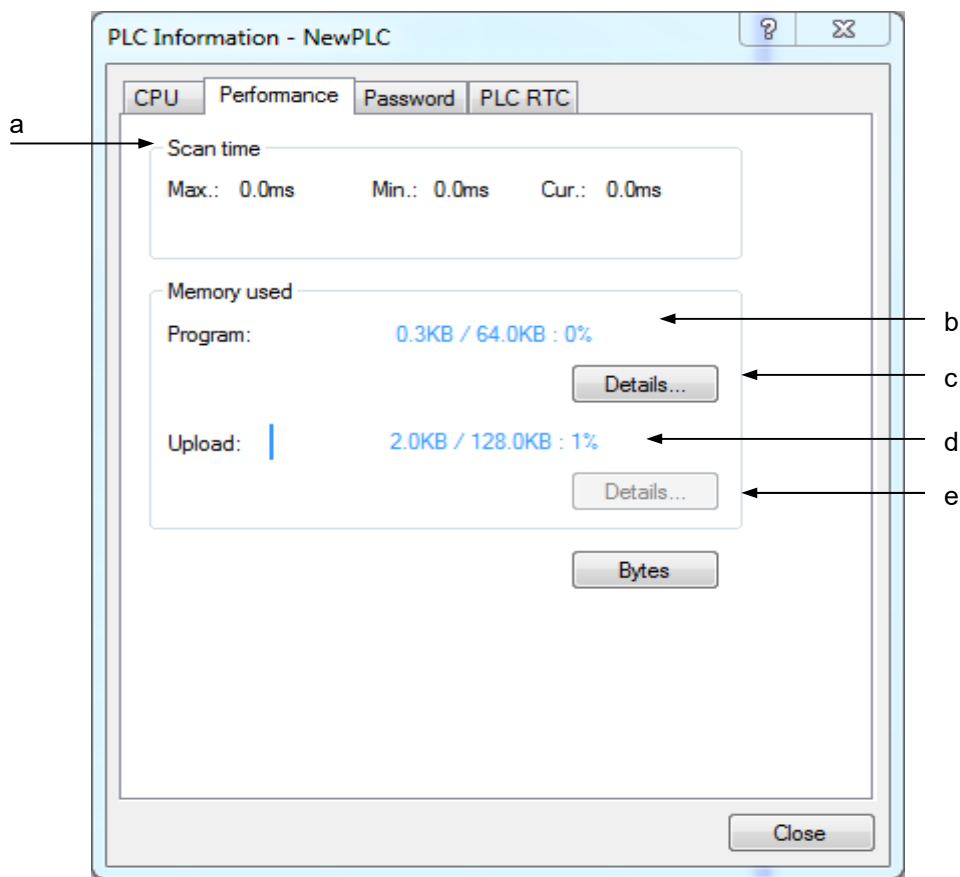 PLC Information - NewPLC
?
CPU Performance Password PLC RTC
a
Scan time
Max.: 0.0ms Min.: 0.0ms Cur.: 0.0ms
Memory used
Program: 0.3KB / 64.0KB : 0% b
Details... c
Upload: 2.0KB / 128.0KB : 1% d
Details... e
Bytes
Close